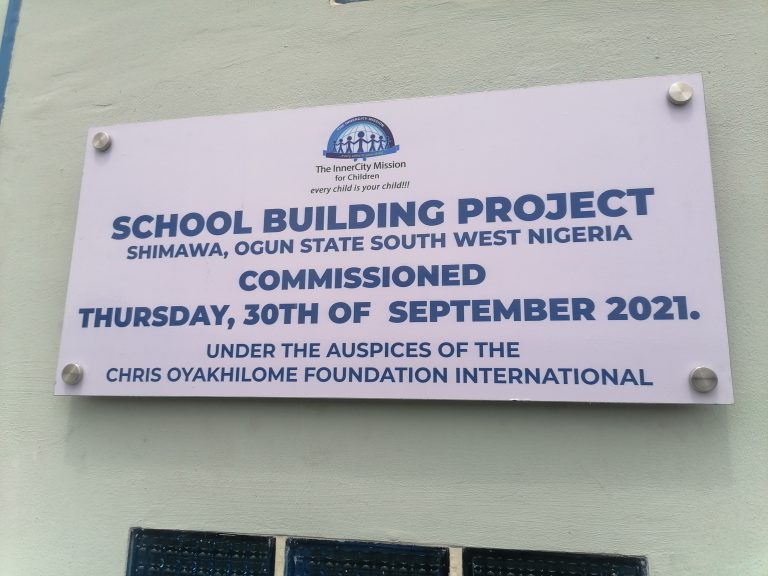 The InnerCity Mission
for Children
every child is your child!!!
SCHOOL BUILDING PROJECT
SHIMAWA, OGUN STATE SOUTH WEST NIGERIA
COMMISSIONED
THURSDAY, 30TH OF SEPTEMBER 2021.
UNDER THE AUSPICES OF THE
CHRIS OYAKHILOME FOUNDATION INTERNATIONAL